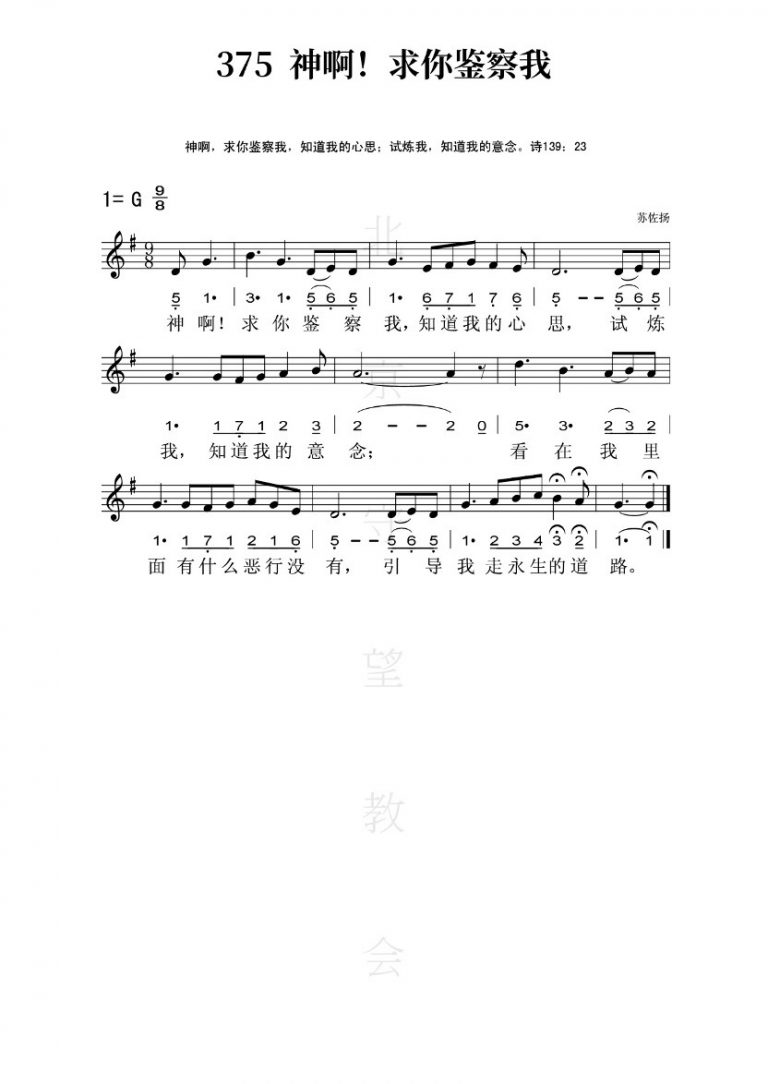 375 神啊！求你鉴察我
神啊，求你鉴察我，知道我的心思；试炼我，知道我的意念。诗139：23
1= G 9/8
苏佐扬
5 1· 3· 1· 5 6 5 1· 6 7 1 7 6 5 - - 5 6 5
神啊！求你鉴察我，知道我的心思，试炼
1· 1 7 1 2 3 2 - - 2 0 5· 3· 2 3 2
我，知道我的意念；看在我里
1· 1 7 1 2 1 6 5 - - 5 6 5 1· 2 3 4 3 2 1· 1
面有什么恶行没有，引导我走永生的道路。
北京守望教会